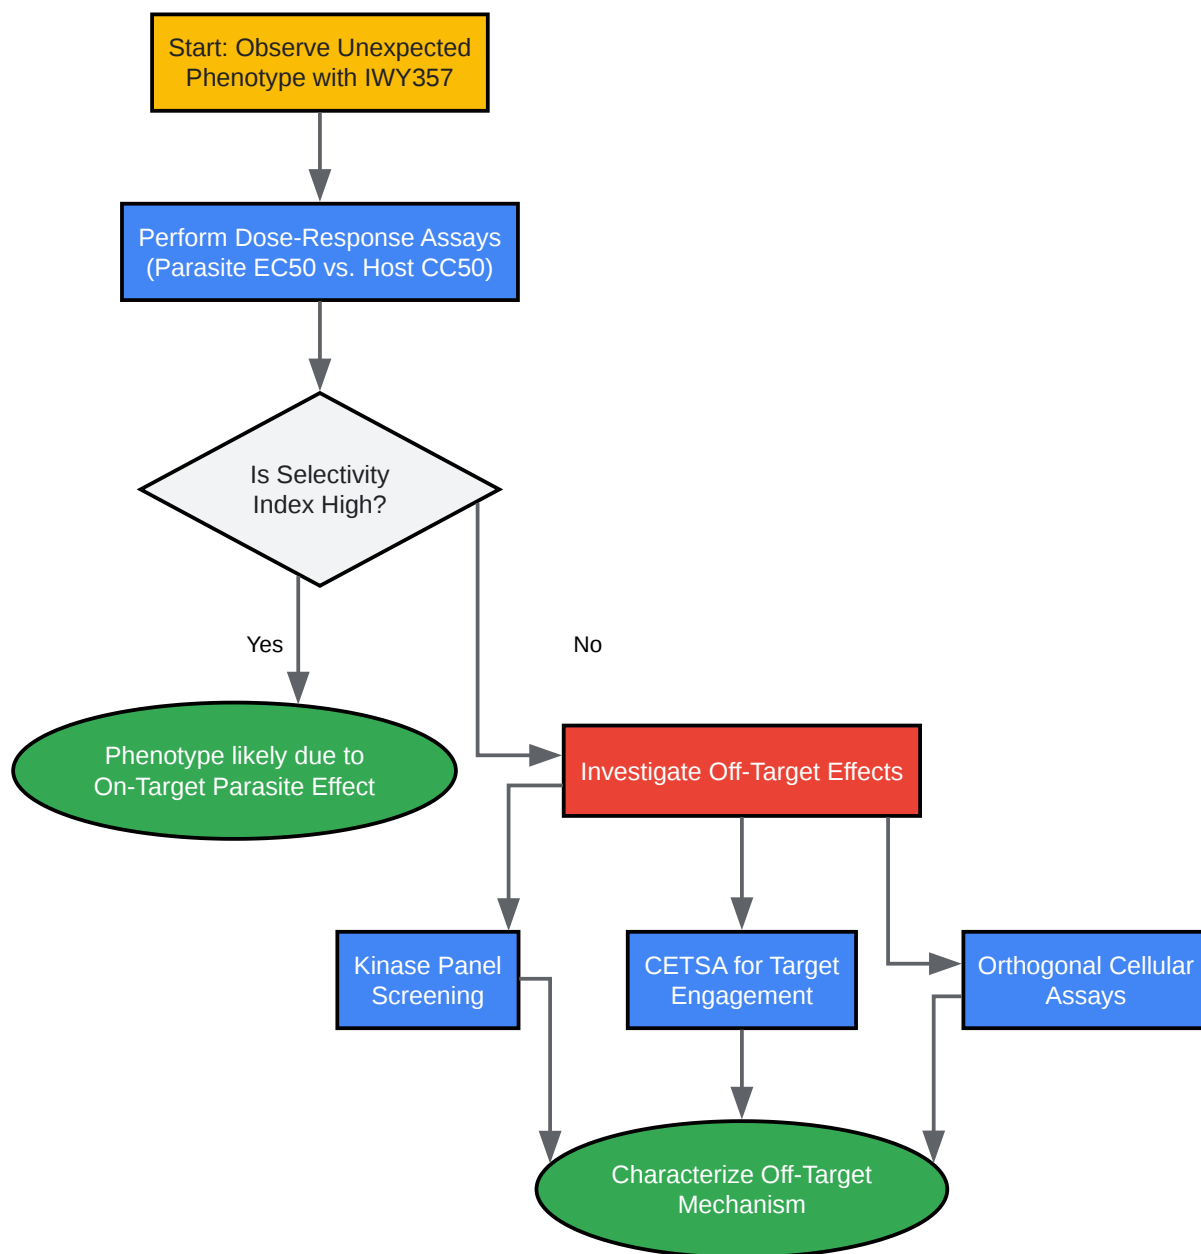 Start: Observe Unexpected
Phenotype with IWY357
Perform Dose-Response Assays
(Parasite EC50 vs. Host CC50)
Is Selectivity
Index High?
Yes
No
Phenotype likely due to
On-Target Parasite Effect
Investigate Off-Target Effects
Kinase Panel
Screening
CETSA for Target
Engagement
Orthogonal Cellular
Assays
Characterize Off-Target
Mechanism